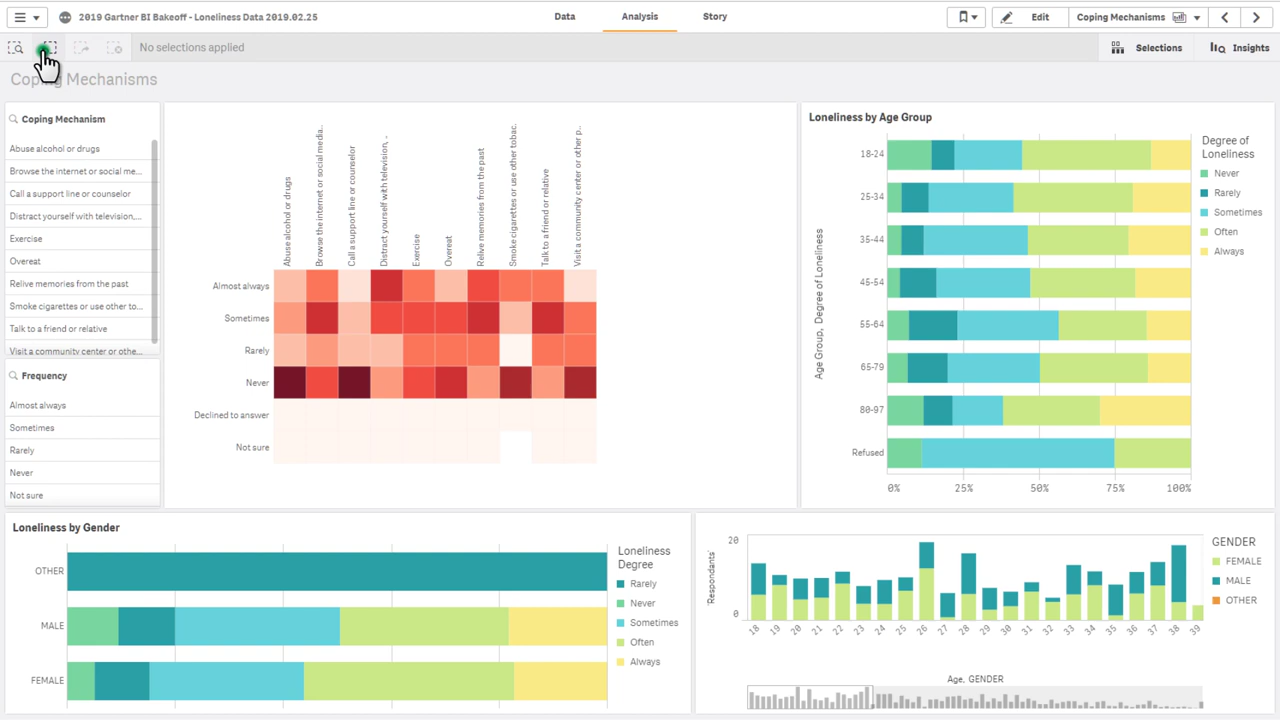 2019 Gartner BI Bakeoff - Loneliness Data 2019.02.25
Data
Analysis
Story
Edit
Coping Mechanisms
No selections applied
Selections
Insights
Coping Mechanisms
Coping Mechanism
Abuse alcohol or drugs
Browse the internet or social me...
Call a support line or counselor
Distract yourself with television,...
Exercise
Overeat
Relive memories from the past
Smoke cigarettes or use other to...
Talk to a friend or relative
Visit a community center or othe...
Frequency
Almost always
Sometimes
Rarely
Never
Not sure
Abuse alcohol or drugs
Browse the internet or social media...
Call a support line or counselor
Distract yourself with television, .
Exercise
Overeat
Relive memories from the past
Smoke cigarettes or use other tobac.
Talk to a friend or relative
Visit a community center or other p..
Almost always
Sometimes
Rarely
Never
Declined to answer
Not sure
Loneliness by Age Group
Age Group, Degree of Loneliness
18-24
25-34
35-44
45-54
55-64
65-79
80-97
Refused
0% 25% 50% 75% 100%
Degree of
Loneliness
Never
Rarely
Sometimes
Often
Always
Loneliness by Gender
OTHER
MALE
FEMALE
Loneliness
Degree
Rarely
Never
Sometimes
Often
Always
Respondants'
20
0
18 19 20 21 22 23 24 25 26 27 28 29 30 31 32 33 34 35 36 37 38 39
Age, GENDER
GENDER
FEMALE
MALE
OTHER